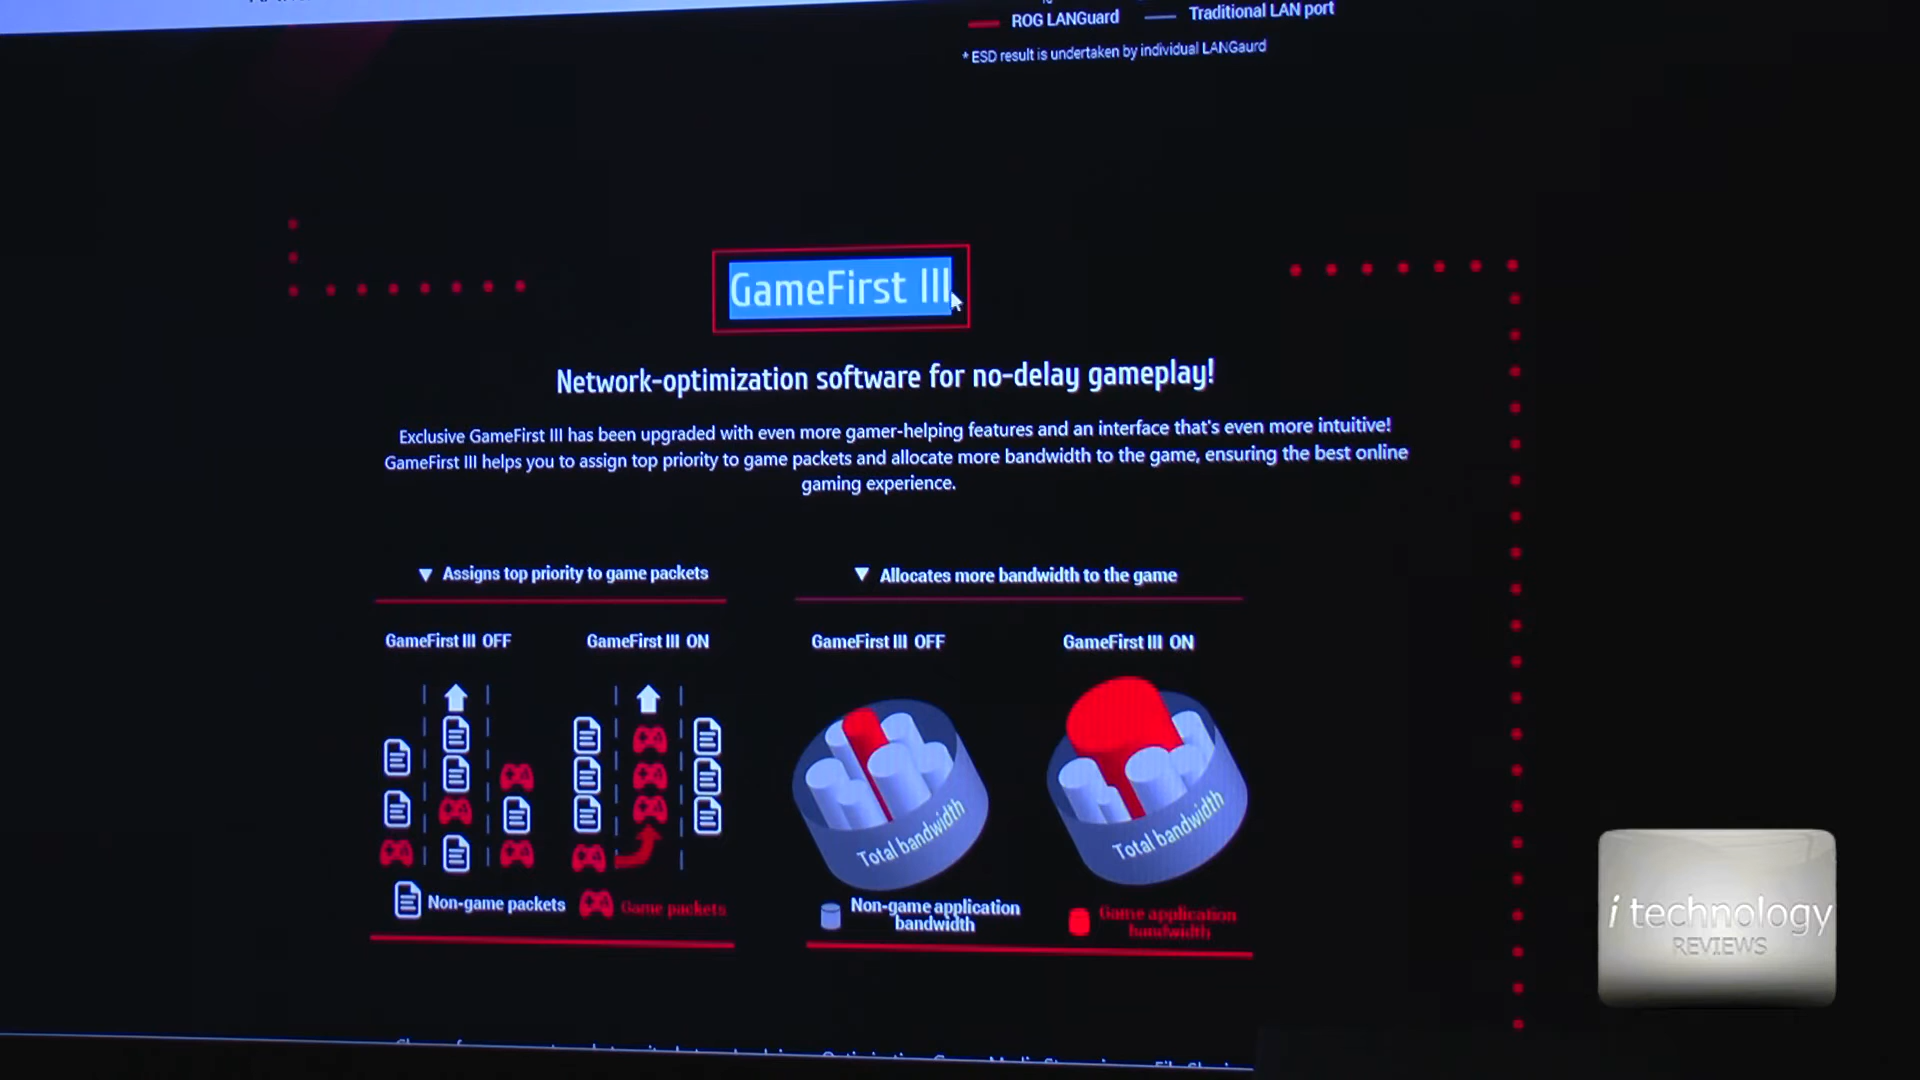 ROG LANGuard
Traditional LAN port
* ESD result is undertaken by individual LANGaurd
GameFirst III
Network-optimization software for no-delay gameplay!
Exclusive GameFirst III has been upgraded with even more gamer-helping features and an interface that's even more intuitive!
GameFirst III helps you to assign top priority to game packets and allocate more bandwidth to the game, ensuring the best online
gaming experience.
Assigns top priority to game packets
Allocates more bandwidth to the game
GameFirst III OFF
GameFirst III ON
GameFirst III OFF
GameFirst III ON
Total bandwidth
Total bandwidth
Non-game packets
Game packets
Non-game application
bandwidth
Game application
bandwidth
i technology
REVIEWS